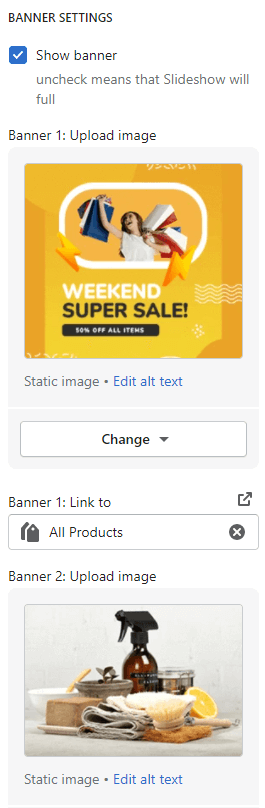 BANNER SETTINGS
Show banner
uncheck means that Slideshow will
full
Banner 1: Upload image
WEEKEND
SUPER SALE!
50% OFF ALL ITEMS
Static image • Edit alt text
Change
Banner 1: Link to
All Products
Banner 2: Upload image
Static image • Edit alt text